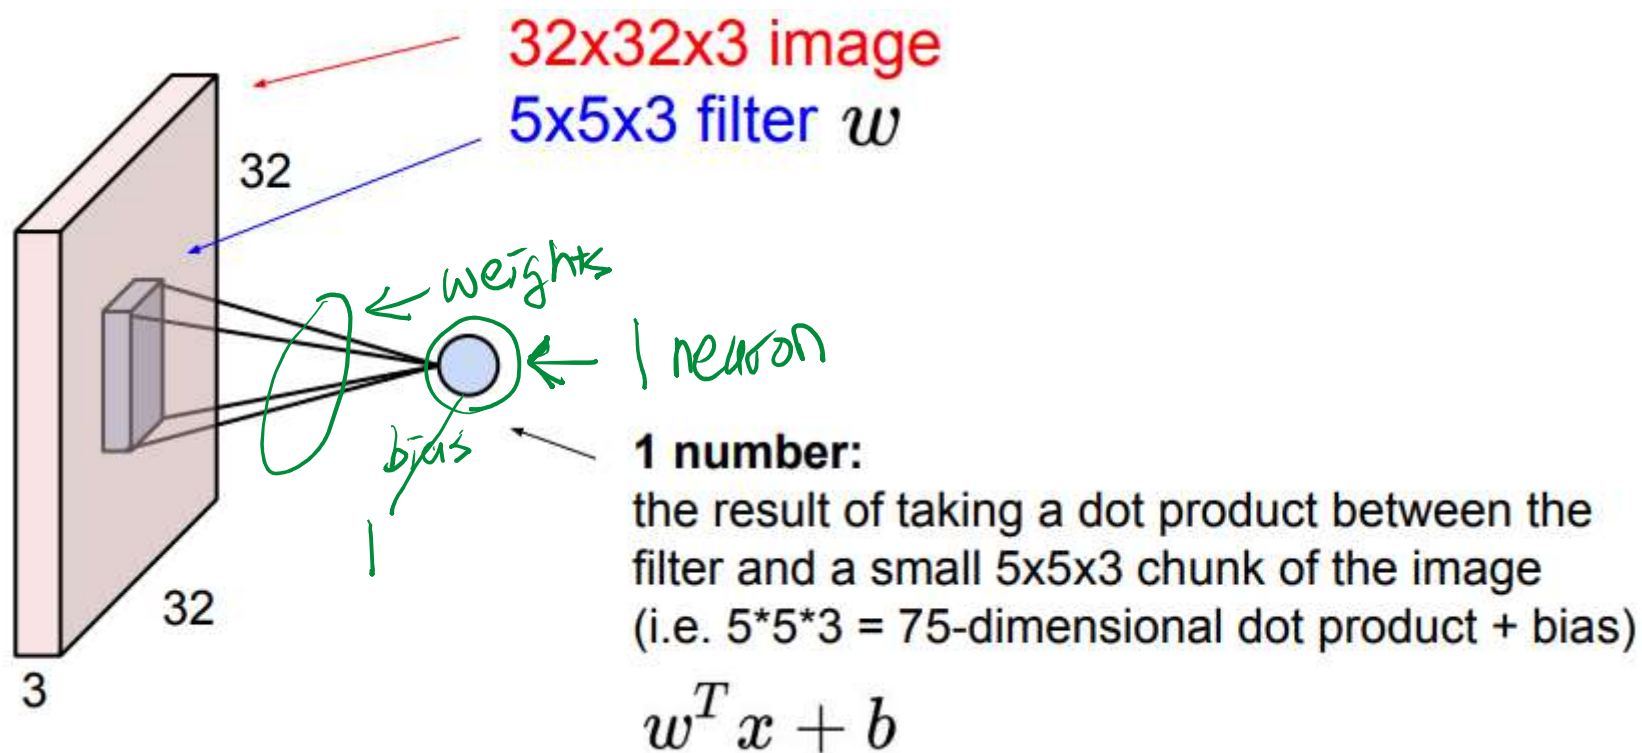 32x32x3 image
5x5x3 filter w
32
weights
1 neuron
bias
1
1 number:
the result of taking a dot product between the
filter and a small 5x5x3 chunk of the image
(i.e. 5*5*3 = 75-dimensional dot product + bias)
32
3
w^T x + b